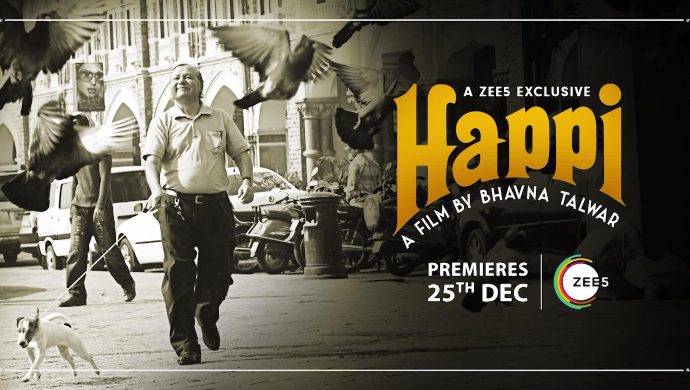 A ZEE5 EXCLUSIVE
Happi
A FILM BY BHAVNA TALWAR
PREMIERES
25TH DEC
ZEE5